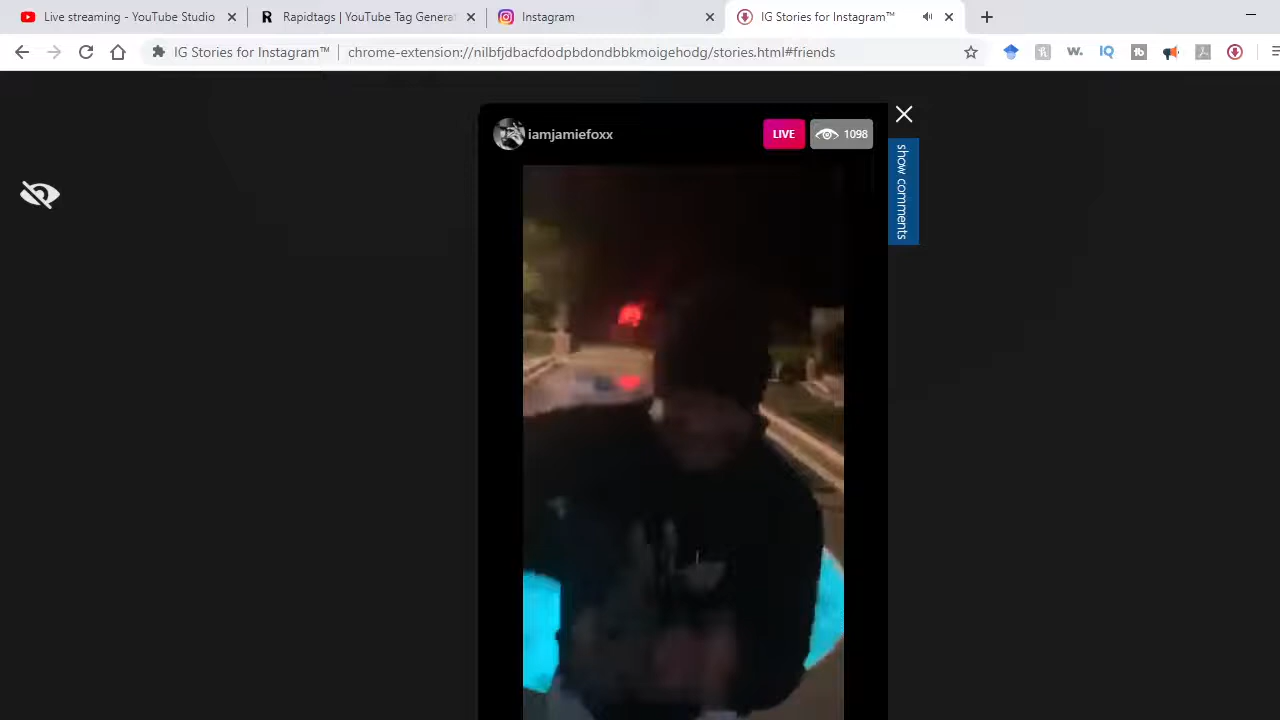 Live streaming - YouTube Studio
Rapidtags | YouTube Tag Generat
Instagram
IG Stories for Instagram™
IG Stories for Instagram™ | chrome-extension://nilbfjdbacfdodpbdondbbkmoigehodg/stories.html#friends
iamjamiefoxx
LIVE
1098
show comments